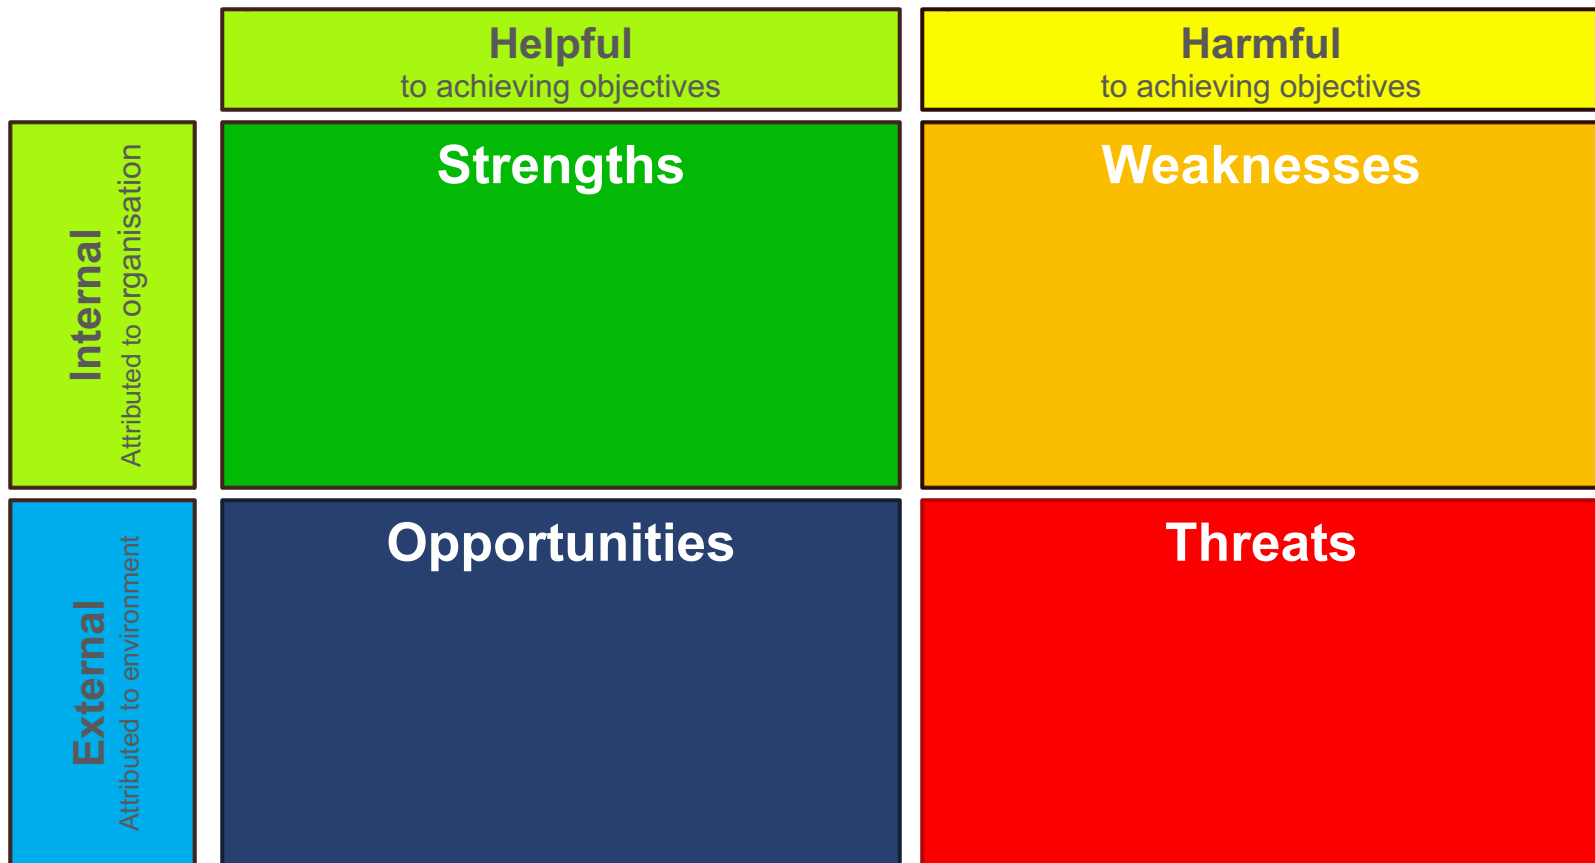 Helpful
to achieving objectives
Harmful
to achieving objectives
Internal
Attributed to organisation
Strengths
Weaknesses
External
Attributed to environment
Opportunities
Threats